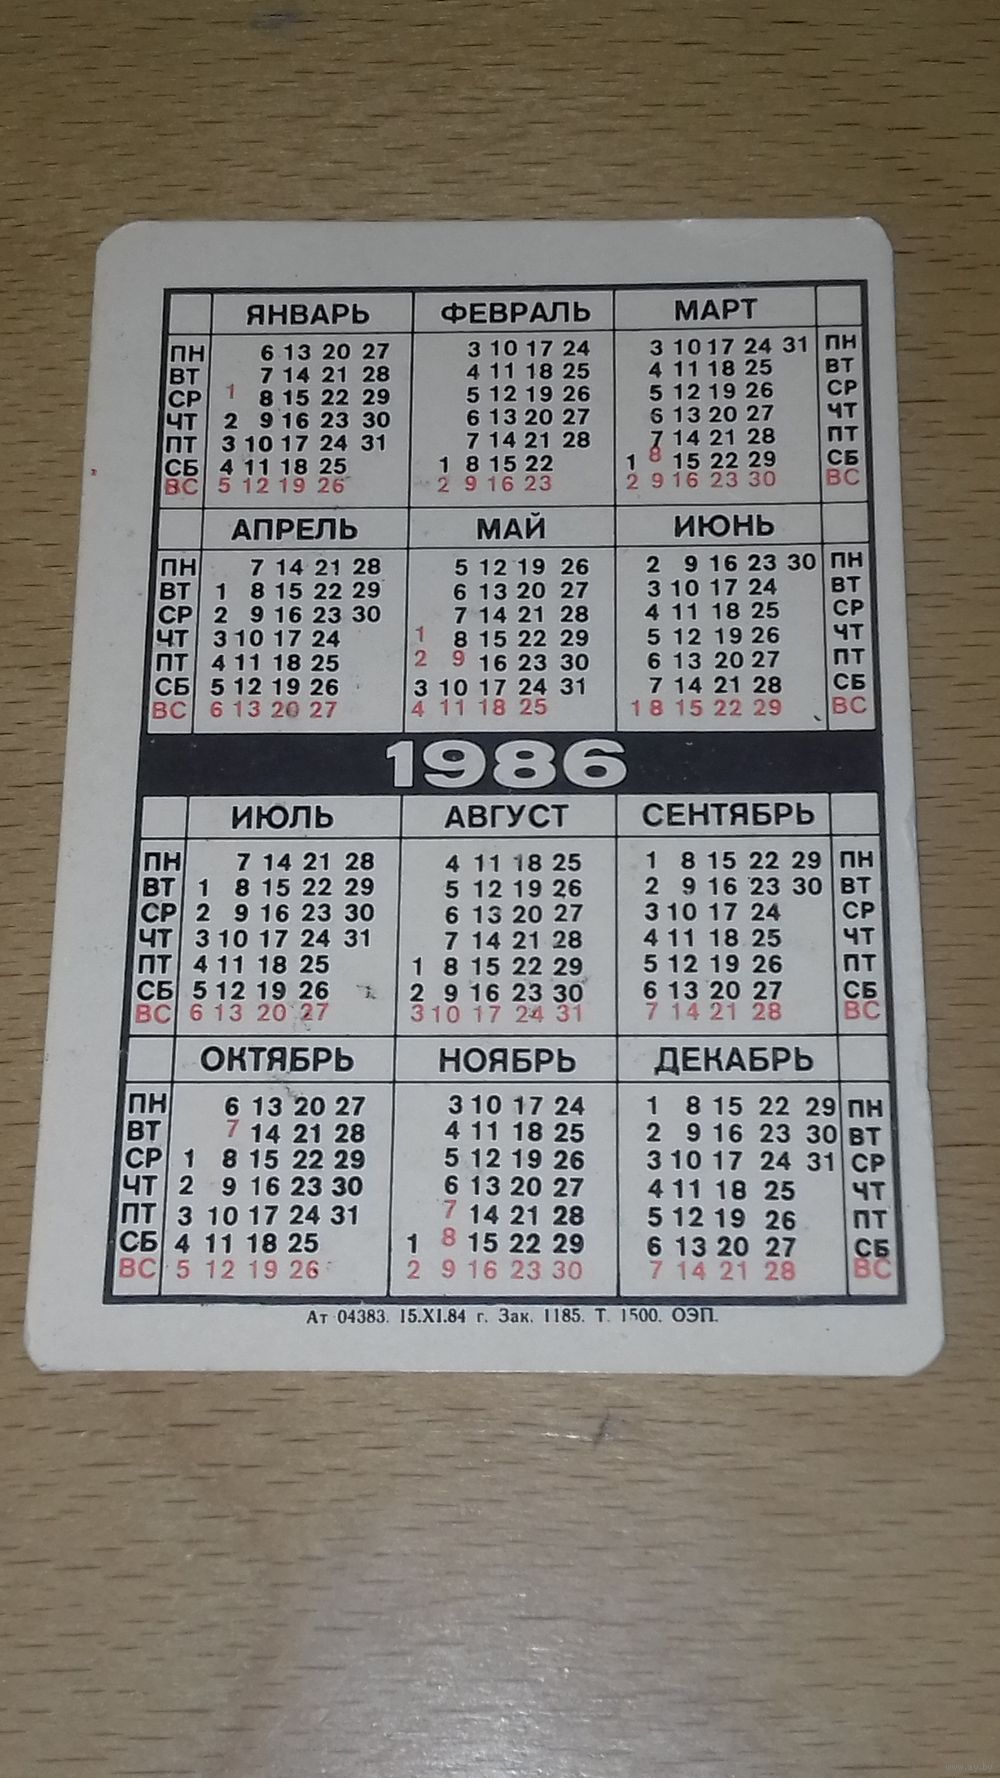 ЯНВАРЬ ФЕВРАЛЬ МАРТ
ПН 6 13 20 27 3 10 17 24 3 10 17 24 31 ПН
ВТ 7 14 21 28 4 11 18 25 4 11 18 25 ВТ
СР 1 8 15 22 29 5 12 19 26 5 12 19 26 СР
ЧТ 2 9 16 23 30 6 13 20 27 6 13 20 27 ЧТ
ПТ 3 10 17 24 31 7 14 21 28 7 14 21 28 ПТ
СБ 4 11 18 25 1 8 15 22 1 8 15 22 29 СБ
ВС 5 12 19 26 2 9 16 23 2 9 16 23 30 ВС
АПРЕЛЬ МАЙ ИЮНЬ
ПН 7 14 21 28 5 12 19 26 2 9 16 23 30 ПН
ВТ 1 8 15 22 29 6 13 20 27 3 10 17 24 ВТ
СР 2 9 16 23 30 7 14 21 28 4 11 18 25 СР
ЧТ 3 10 17 24 1 8 15 22 29 5 12 19 26 ЧТ
ПТ 4 11 18 25 2 9 16 23 30 6 13 20 27 ПТ
СБ 5 12 19 26 3 10 17 24 31 7 14 21 28 СБ
ВС 6 13 20 27 4 11 18 25 1 8 15 22 29 ВС
1986
ИЮЛЬ АВГУСТ СЕНТЯБРЬ
ПН 7 14 21 28 4 11 18 25 1 8 15 22 29 ПН
ВТ 1 8 15 22 29 5 12 19 26 2 9 16 23 30 ВТ
СР 2 9 16 23 30 6 13 20 27 3 10 17 24 СР
ЧТ 3 10 17 24 31 7 14 21 28 4 11 18 25 ЧТ
ПТ 4 11 18 25 1 8 15 22 29 5 12 19 26 ПТ
СБ 5 12 19 26 2 9 16 23 30 6 13 20 27 СБ
ВС 6 13 20 27 3 10 17 24 31 7 14 21 28 ВС
ОКТЯБРЬ НОЯБРЬ ДЕКАБРЬ
ПН 6 13 20 27 3 10 17 24 1 8 15 22 29 ПН
ВТ 7 14 21 28 4 11 18 25 2 9 16 23 30 ВТ
СР 1 8 15 22 29 5 12 19 26 3 10 17 24 31 СР
ЧТ 2 9 16 23 30 6 13 20 27 4 11 18 25 ЧТ
ПТ 3 10 17 24 31 7 14 21 28 5 12 19 26 ПТ
СБ 4 11 18 25 1 8 15 22 29 6 13 20 27 СБ
ВС 5 12 19 26 2 9 16 23 30 7 14 21 28 ВС
Ат 04383. 15.XI.84 г. Зак. 1185. Т. 1500. ОЭП.
www.ay.by